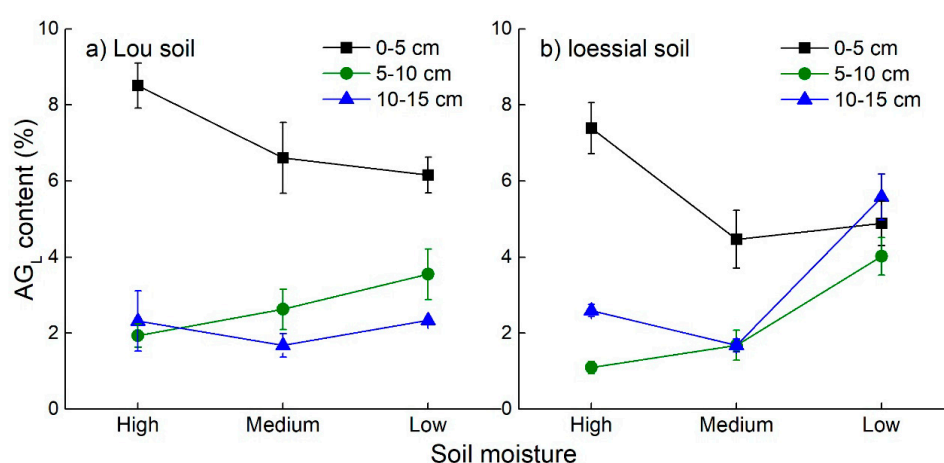 a) Lou soil
0-5 cm
5-10 cm
10-15 cm
b) loessial soil
0-5 cm
5-10 cm
10-15 cm
AGL content (%)
10
8
6
4
2
0
10
8
6
4
2
0
High
Medium
Low
High
Medium
Low
Soil moisture